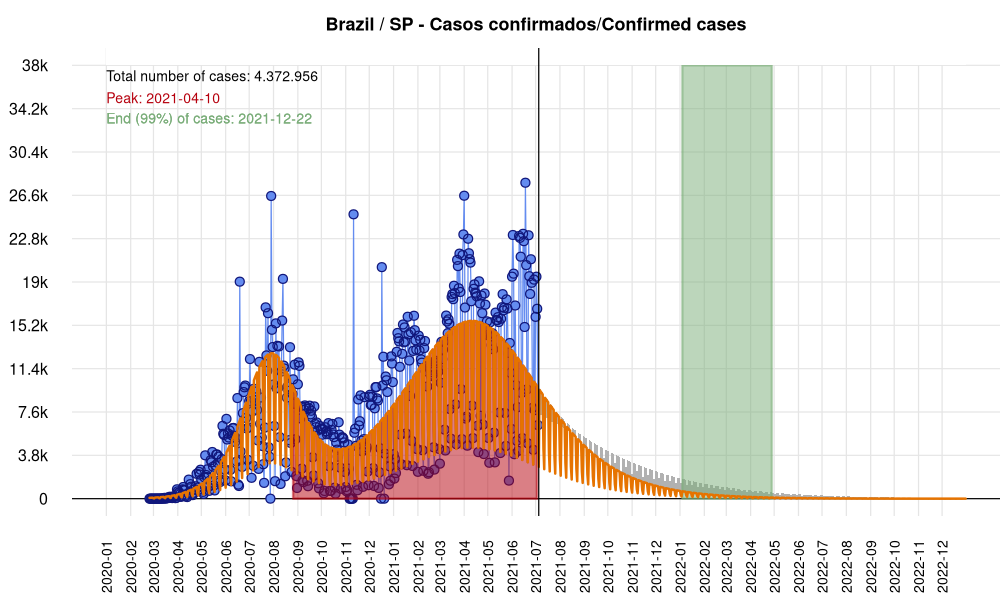 Brazil / SP - Casos confirmados/Confirmed cases
Total number of cases: 4.372.956
Peak: 2021-04-10
End (99%) of cases: 2021-12-22
38k
34.2k
30.4k
26.6k
22.8k
19k
15.2k
11.4k
7.6k
3.8k
0
2020-01
2020-02
2020-03
2020-04
2020-05
2020-06
2020-07
2020-08
2020-09
2020-10
2020-11
2020-12
2021-01
2021-02
2021-03
2021-04
2021-05
2021-06
2021-07
2021-08
2021-09
2021-10
2021-11
2021-12
2022-01
2022-02
2022-03
2022-04
2022-05
2022-06
2022-07
2022-08
2022-09
2022-10
2022-11
2022-12